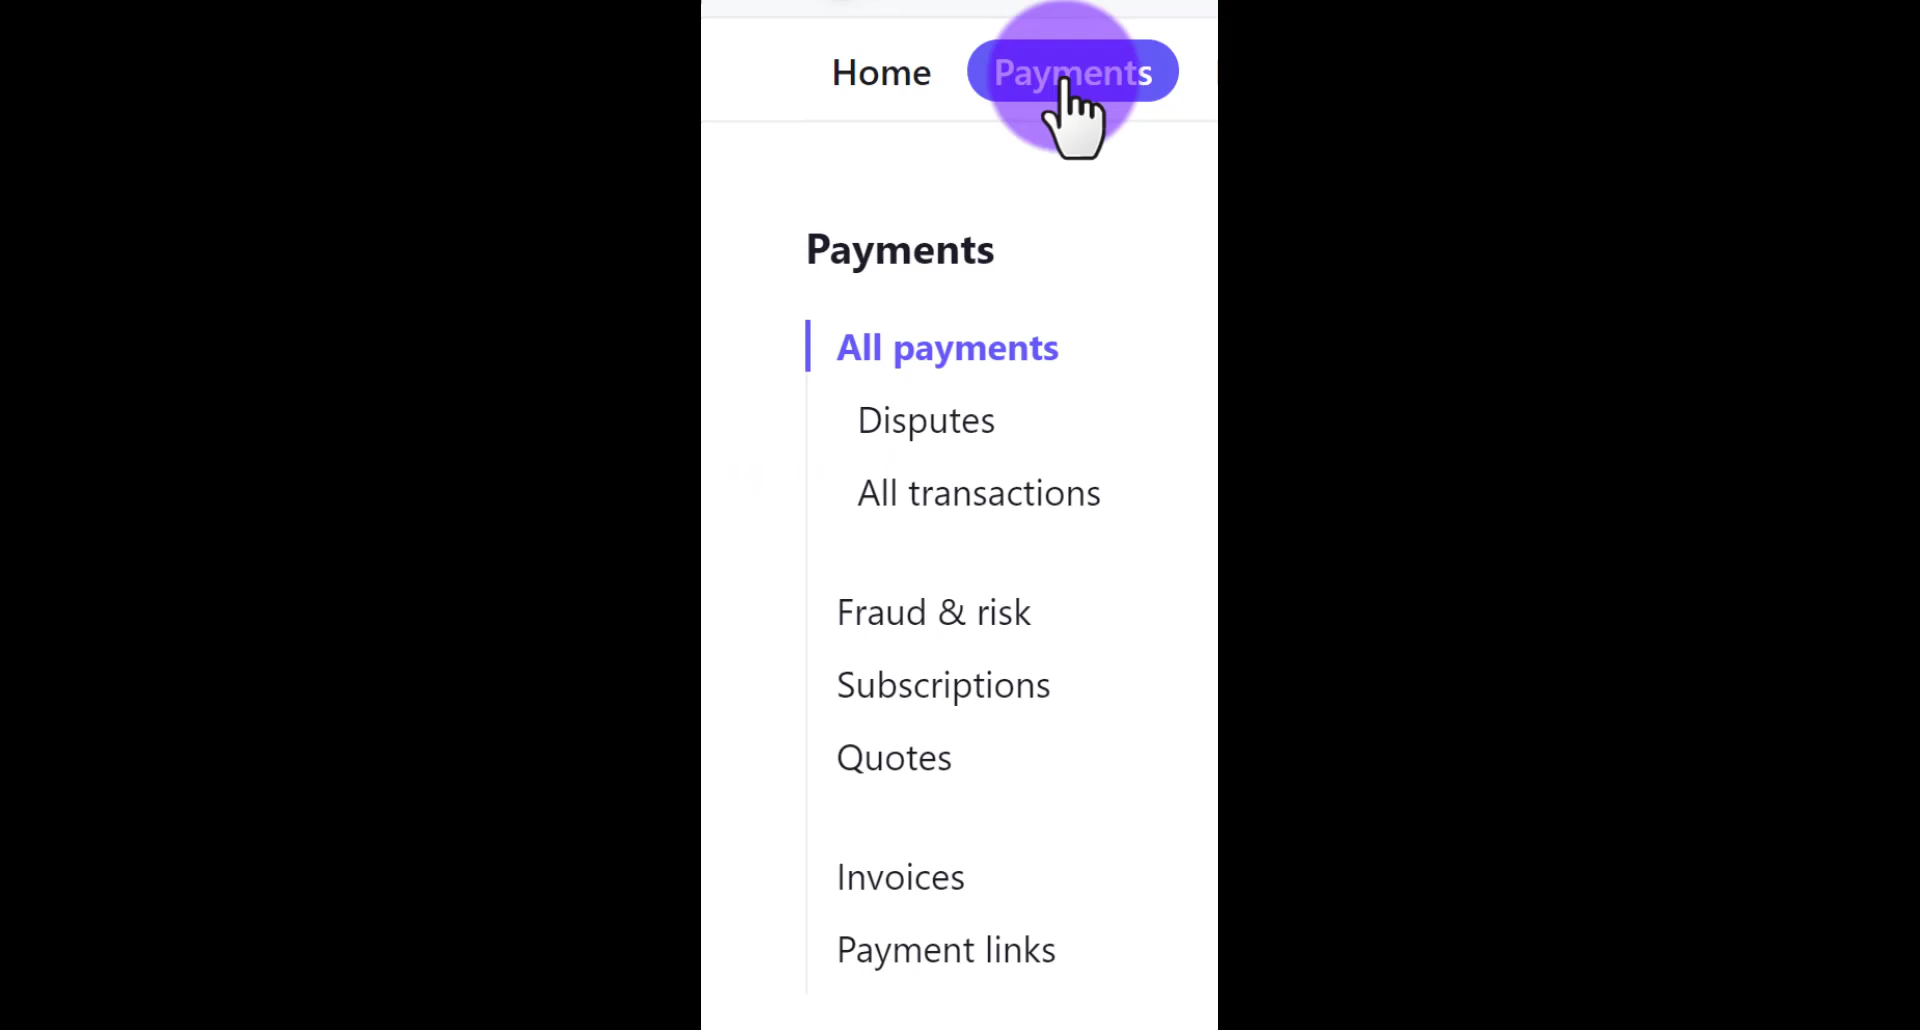 Home Payments
Payments
All payments
Disputes
All transactions
Fraud & risk
Subscriptions
Quotes
Invoices
Payment links